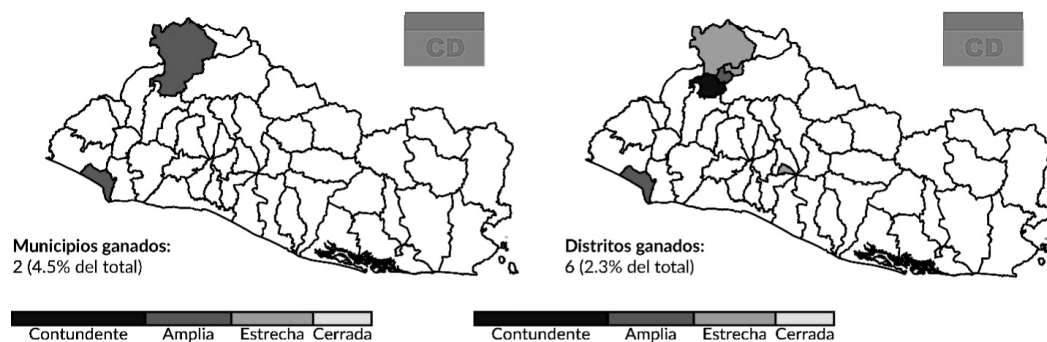 CD
Municipios ganados:
2 (4.5% del total)
Contundente Amplia Estrecha Cerrada
CD
Distritos ganados:
6 (2.3% del total)
Contundente Amplia Estrecha Cerrada